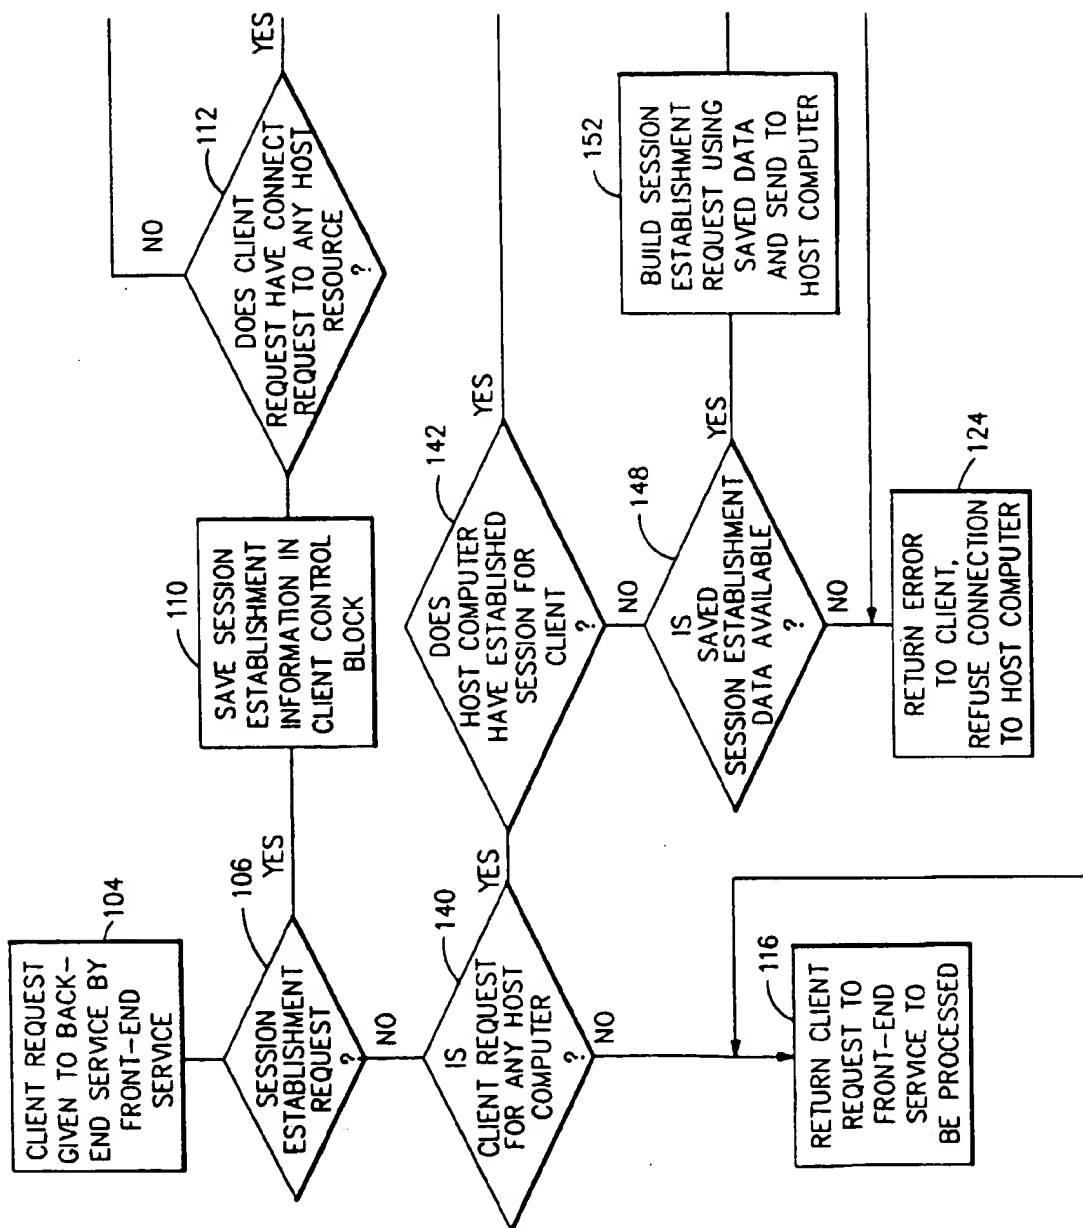 CLIENT REQUEST
GIVEN TO BACK-
END SERVICE BY
FRONT-END
SERVICE
104
SESSION
ESTABLISHMENT
REQUEST
?
106
YES
NO
SAVE SESSION
ESTABLISHMENT
INFORMATION IN
CLIENT CONTROL
BLOCK
110
DOES CLIENT
REQUEST HAVE CONNECT
REQUEST TO ANY HOST
RESOURCE
?
112
NO
YES
IS
CLIENT REQUEST
FOR ANY HOST
COMPUTER
?
140
YES
NO
DOES
HOST COMPUTER
HAVE ESTABLISHED
SESSION FOR
CLIENT
?
142
YES
NO
IS
SAVED
SESSION ESTABLISHMENT
DATA AVAILABLE
?
148
YES
NO
BUILD SESSION
ESTABLISHMENT
REQUEST USING
SAVED DATA
AND SEND TO
HOST COMPUTER
152
RETURN CLIENT
REQUEST TO
FRONT-END
SERVICE TO
BE PROCESSED
116
RETURN ERROR
TO CLIENT,
REFUSE CONNECTION
TO HOST COMPUTER
124